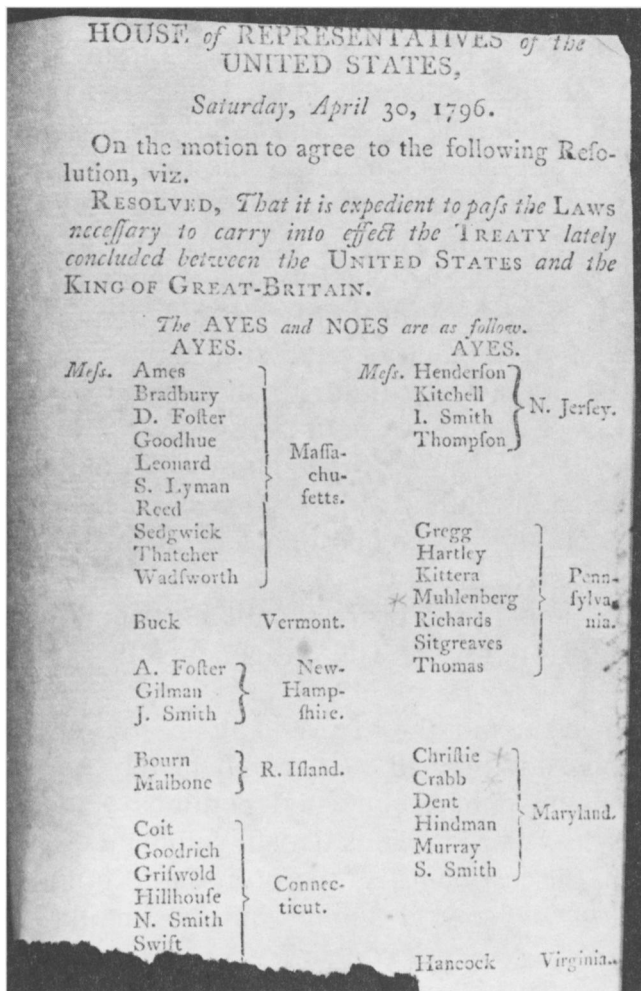 HOUSE of REPRESENTATIVES of the
UNITED STATES,
Saturday, April 30, 1796.
On the motion to agree to the following Reſo-
lution, viz.
RESOLVED, That it is expedient to paſs the LAWS
neceſſary to carry into effect the TREATY lately
concluded between the UNITED STATES and the
KING OF GREAT-BRITAIN.
The AYES and NOES are as follow.
AYES.
Meſſ. Ames
Bradbury
D. Foſter
Goodhue
Leonard
S. Lyman
Reed
Sedgwick
Thatcher
Wadſworth
Maſſa-
chu-
ſetts.
Buck Vermont.
A. Foſter
Gilman
J. Smith
New-
Hamp-
ſhire.
Bourn
Malbone
R. Iſland.
Coit
Goodrich
Griſwold
Hillhouſe
N. Smith
Swift
Connec-
ticut.
AYES.
Meſſ. Henderſon
Kitchell
I. Smith
Thompſon
N. Jerſey.
Gregg
Hartley
Kittera
Muhlenberg
Richards
Sitgreaves
Thomas
Penn-
ſylva-
nia.
Chriſtie
Crabb
Dent
Hindman
Murray
S. Smith
Maryland.
Hancock Virginia.